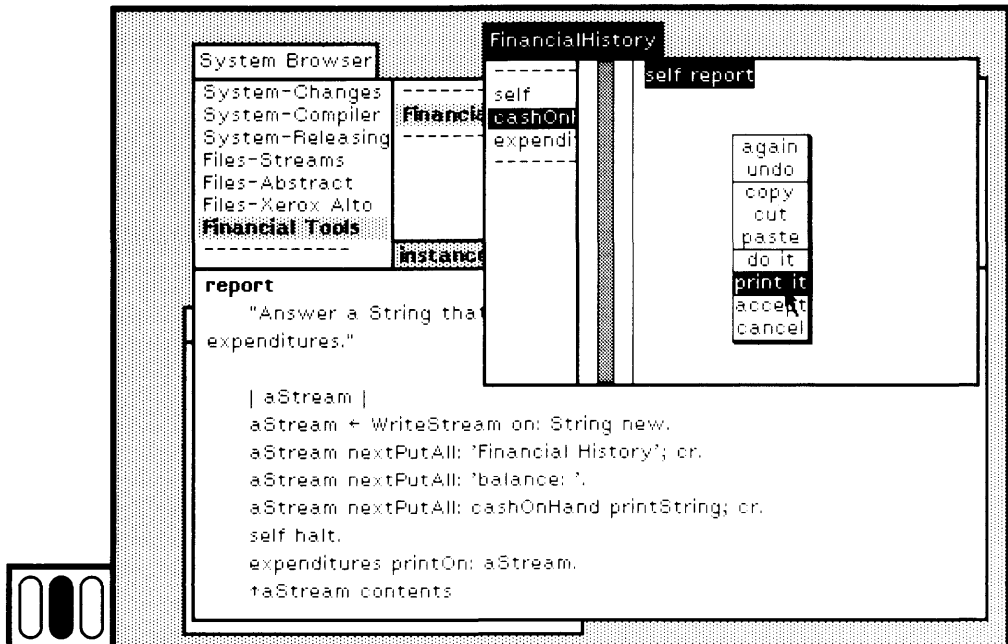 FinancialHistory
self
cashOnH
expendit
self report
again
undo
copy
cut
paste
do it
print it
accept
cancel
System Browser
System-Changes
System-Compiler
System-Releasing
Files-Streams
Files-Abstract
Files-Xerox Alto
Financial Tools
Financia
instance
report
"Answer a String that
expenditures."
| aStream |
aStream ← WriteStream on: String new.
aStream nextPutAll: 'Financial History'; cr.
aStream nextPutAll: 'balance: '.
aStream nextPutAll: cashOnHand printString; cr.
self halt.
expenditures printOn: aStream.
↑aStream contents